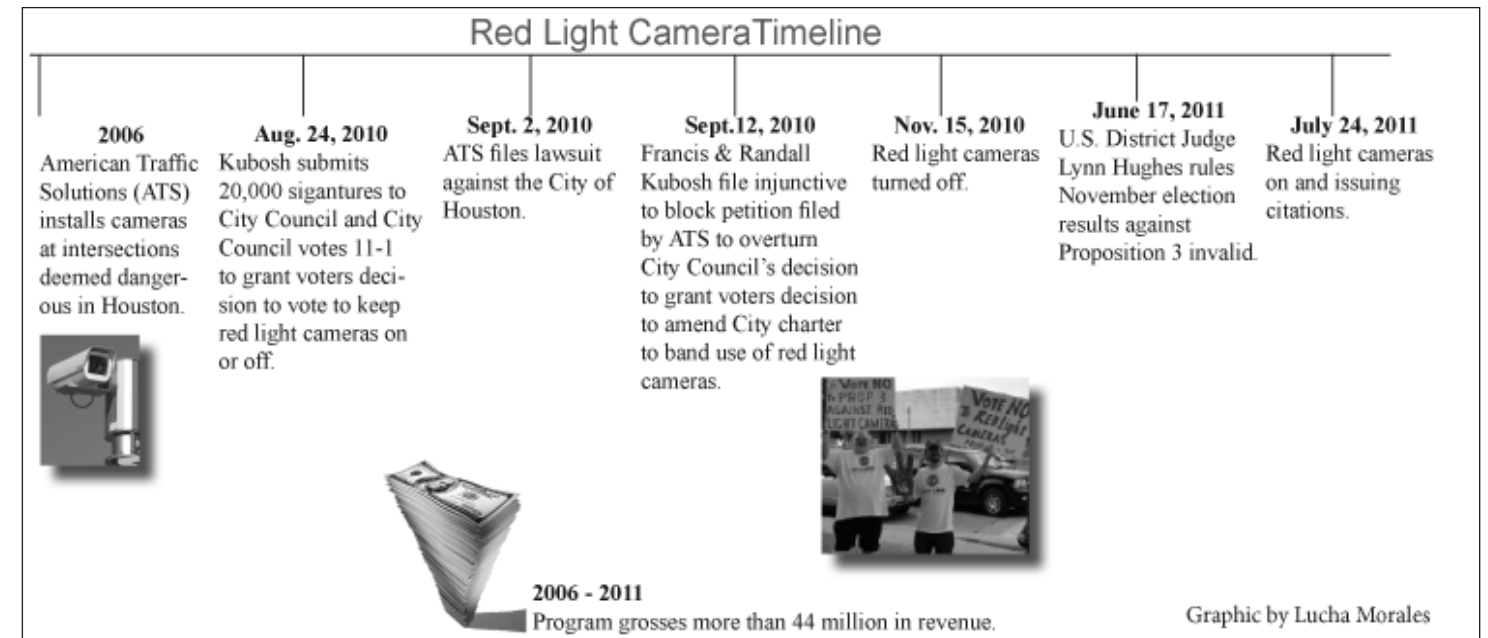 Red Light CameraTimeline
2006
American Traffic
Solutions (ATS)
installs cameras
at intersections
deemed danger-
ous in Houston.
Aug. 24, 2010
Kubosh submits
20,000 sigantures to
City Council and City
Council votes 11-1
to grant voters deci-
sion to vote to keep
red light cameras on
or off.
Sept. 2, 2010
ATS files lawsuit
against the City of
Houston.
Sept.12, 2010
Francis & Randall
Kubosh file injunctive
to block petition filed
by ATS to overturn
City Council's decision
to grant voters decision
to amend City charter
to band use of red light
cameras.
Nov. 15, 2010
Red light cameras
turned off.
June 17, 2011
U.S. District Judge
Lynn Hughes rules
November election
results against
Proposition 3 invalid.
July 24, 2011
Red light cameras
on and issuing
citations.
Vote NO
To PROP 3
AGAINST RED
LIGHT CAMERA
VOTE NO
RedLight
CAMERAS
2006 - 2011
Program grosses more than 44 million in revenue.
Graphic by Lucha Morales